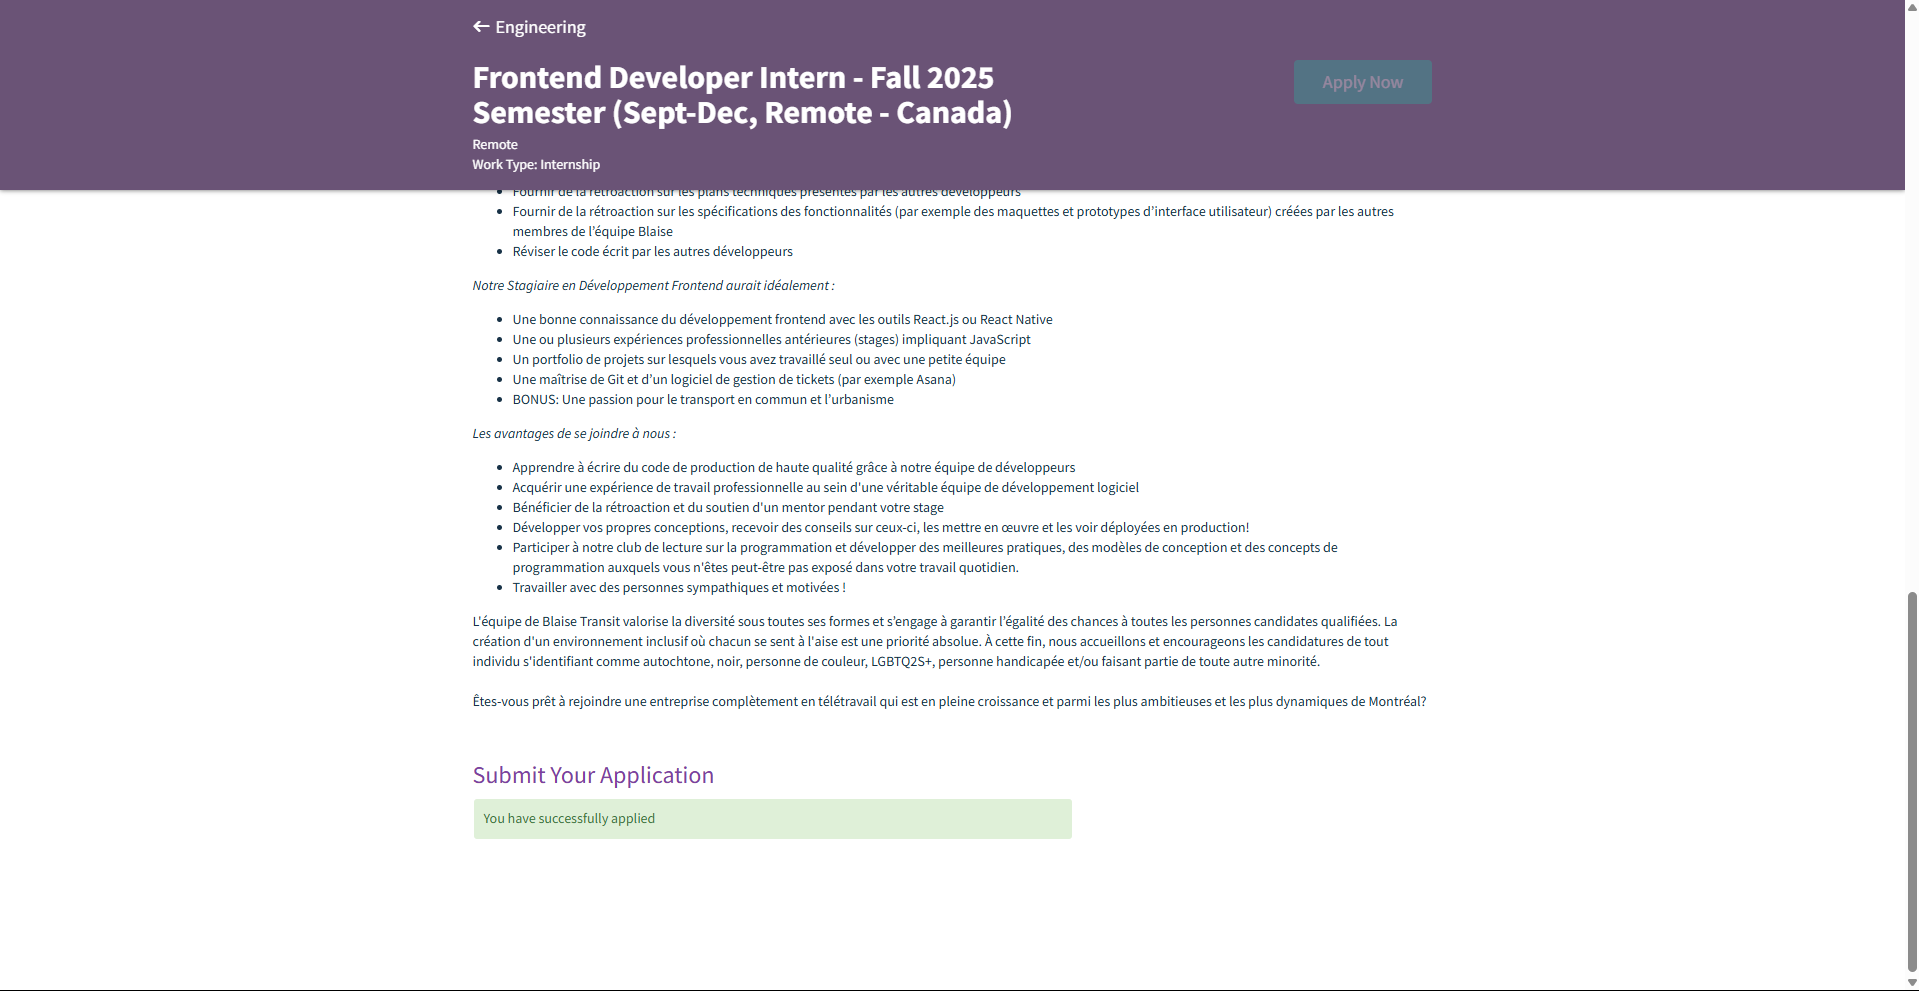 Engineering
Frontend Developer Intern - Fall 2025
Semester (Sept-Dec, Remote - Canada)
Apply Now
Remote
Work Type: Internship
Fournir de la rétroaction sur les plans techniques présentés par les autres développeurs
Fournir de la rétroaction sur les spécifications des fonctionnalités (par exemple des maquettes et prototypes d’interface utilisateur) créées par les autres
membres de l’équipe Blaise
Réviser le code écrit par les autres développeurs
Notre Stagiaire en Développement Frontend aurait idéalement :
Une bonne connaissance du développement frontend avec les outils React.js ou React Native
Une ou plusieurs expériences professionnelles antérieures (stages) impliquant JavaScript
Un portfolio de projets sur lesquels vous avez travaillé seul ou avec une petite équipe
Une maîtrise de Git et d’un logiciel de gestion de tickets (par exemple Asana)
BONUS: Une passion pour le transport en commun et l’urbanisme
Les avantages de se joindre à nous :
Apprendre à écrire du code de production de haute qualité grâce à notre équipe de développeurs
Acquérir une expérience de travail professionnelle au sein d'une véritable équipe de développement logiciel
Bénéficier de la rétroaction et du soutien d'un mentor pendant votre stage
Développer vos propres conceptions, recevoir des conseils sur ceux-ci, les mettre en œuvre et les voir déployées en production!
Participer à notre club de lecture sur la programmation et développer des meilleures pratiques, des modèles de conception et des concepts de
programmation auxquels vous n'êtes peut-être pas exposé dans votre travail quotidien.
Travailler avec des personnes sympathiques et motivées !
L'équipe de Blaise Transit valorise la diversité sous toutes ses formes et s’engage à garantir l’égalité des chances à toutes les personnes candidates qualifiées. La
création d'un environnement inclusif où chacun se sent à l'aise est une priorité absolue. À cette fin, nous accueillons et encourageons les candidatures de tout
individu s'identifiant comme autochtone, noir, personne de couleur, LGBTQ2S+, personne handicapée et/ou faisant partie de toute autre minorité.
Êtes-vous prêt à rejoindre une entreprise complètement en télétravail qui est en pleine croissance et parmi les plus ambitieuses et les plus dynamiques de Montréal?
Submit Your Application
You have successfully applied